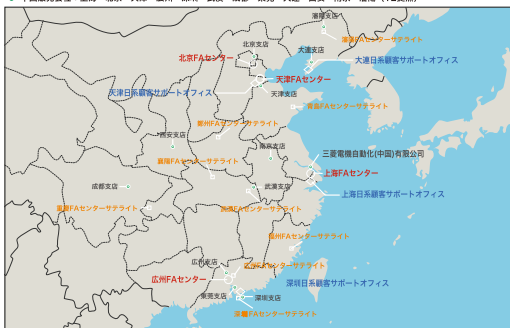 瀋陽支店
瀋陽FAセンターサテライト
北京支店
大連支店
北京FAセンター
大連日系顧客サポートオフィス
天津FAセンター
天津日系顧客サポートオフィス
天津支店
青島FAセンターサテライト
鄭州FAセンターサテライト
西安支店
南京支店
三菱電機自動化(中国)有限公司
襄陽FAセンターサテライト
上海FAセンター
成都支店
武漢支店
上海日系顧客サポートオフィス
重慶FAセンターサテライト
武漢FAセンターサテライト
福州FAセンターサテライト
広州支店
広州FAセンターサテライト
広州FAセンター
深圳日系顧客サポートオフィス
東莞支店
深圳支店